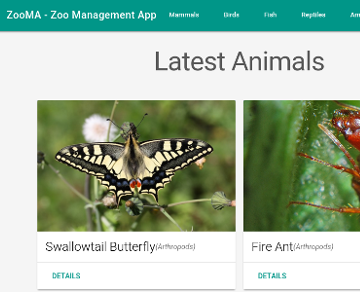 ZooMA - Zoo Management App Mammals Birds Fish Reptiles Am
Latest Animals
Swallowtail Butterfly(Arthropods) Fire Ant(Arthropods)
DETAILS DETAILS